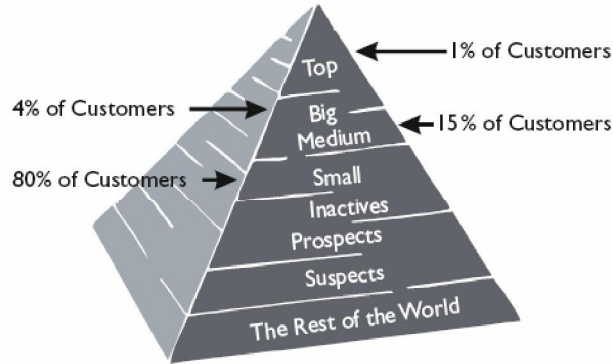 1% of Customers
Top
4% of Customers
Big
15% of Customers
Medium
80% of Customers
Small
Inactives
Prospects
Suspects
The Rest of the World